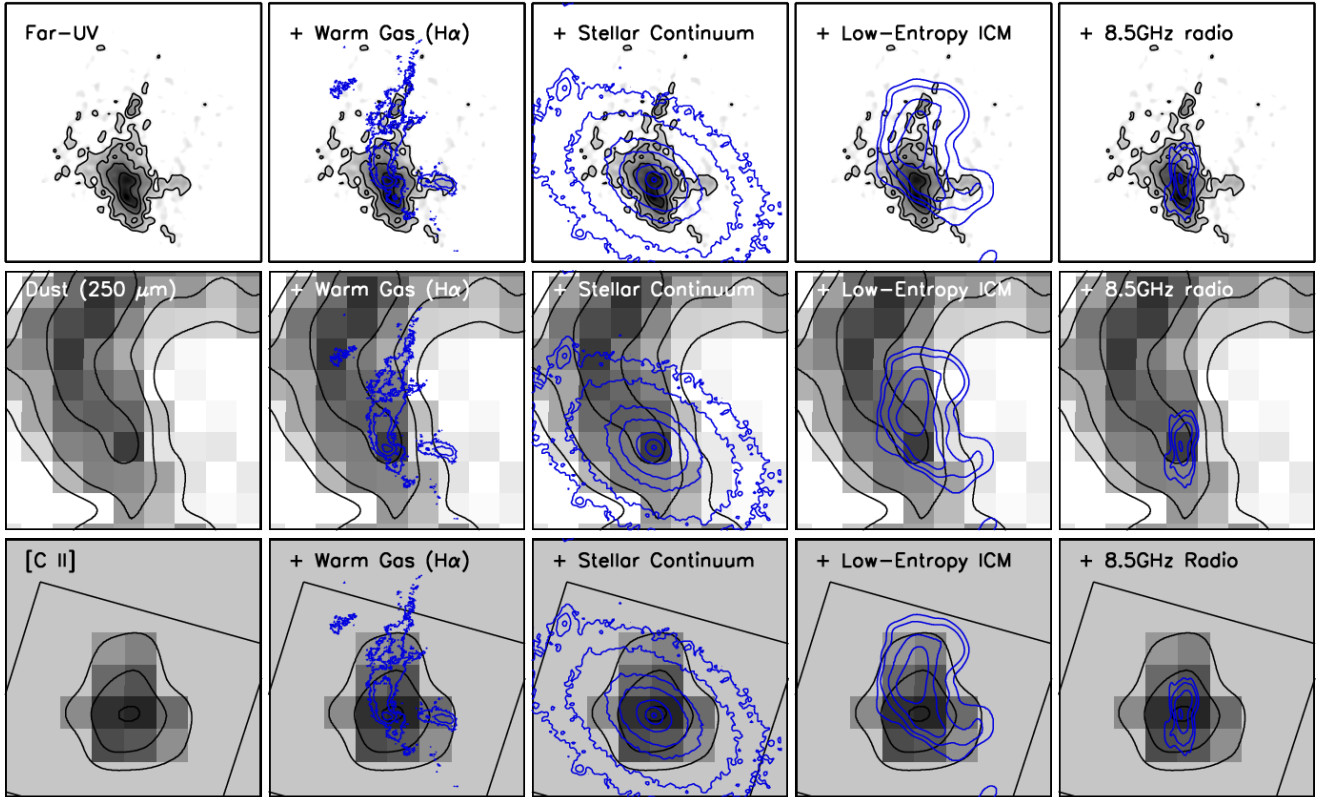 Far-UV
+ Warm Gas (Hα)
+ Stellar Continuum
+ Low-Entropy ICM
+ 8.5GHz radio
Dust (250 μm)
+ Warm Gas (Hα)
+ Stellar Continuum
+ Low-Entropy ICM
+ 8.5GHz radio
[C II]
+ Warm Gas (Hα)
+ Stellar Continuum
+ Low-Entropy ICM
+ 8.5GHz Radio